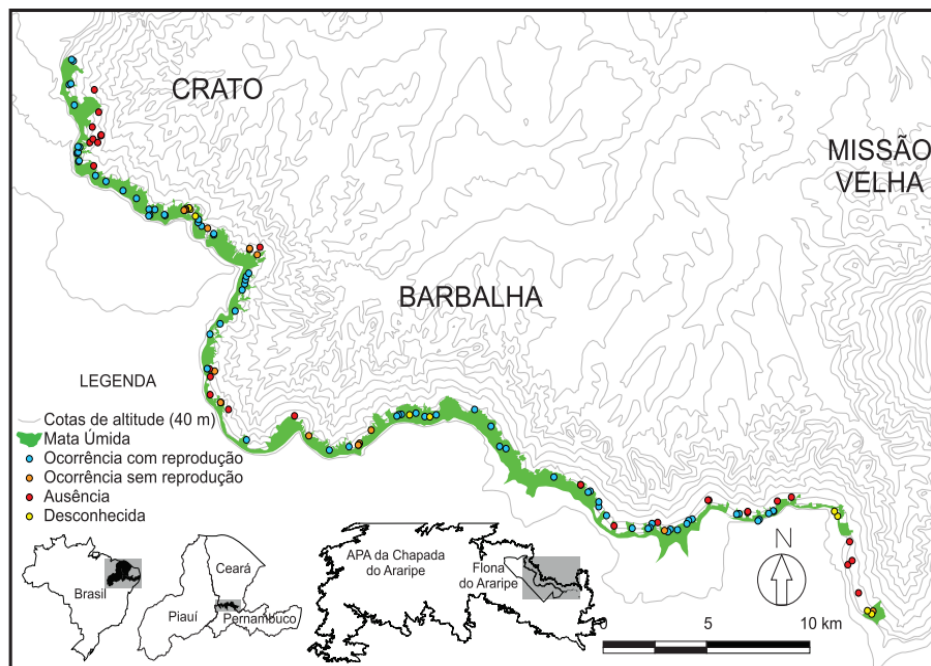 CRATO
MISSÃO
VELHA
BARBALHA
LEGENDA
Cotas de altitude (40 m)
Mata Úmida
Ocorrência com reprodução
Ocorrência sem reprodução
Ausência
Desconhecida
N
Brasil
Ceará
Piauí
Pernambuco
APA da Chapada
do Araripe
Flona
do Araripe
0 5 10 km